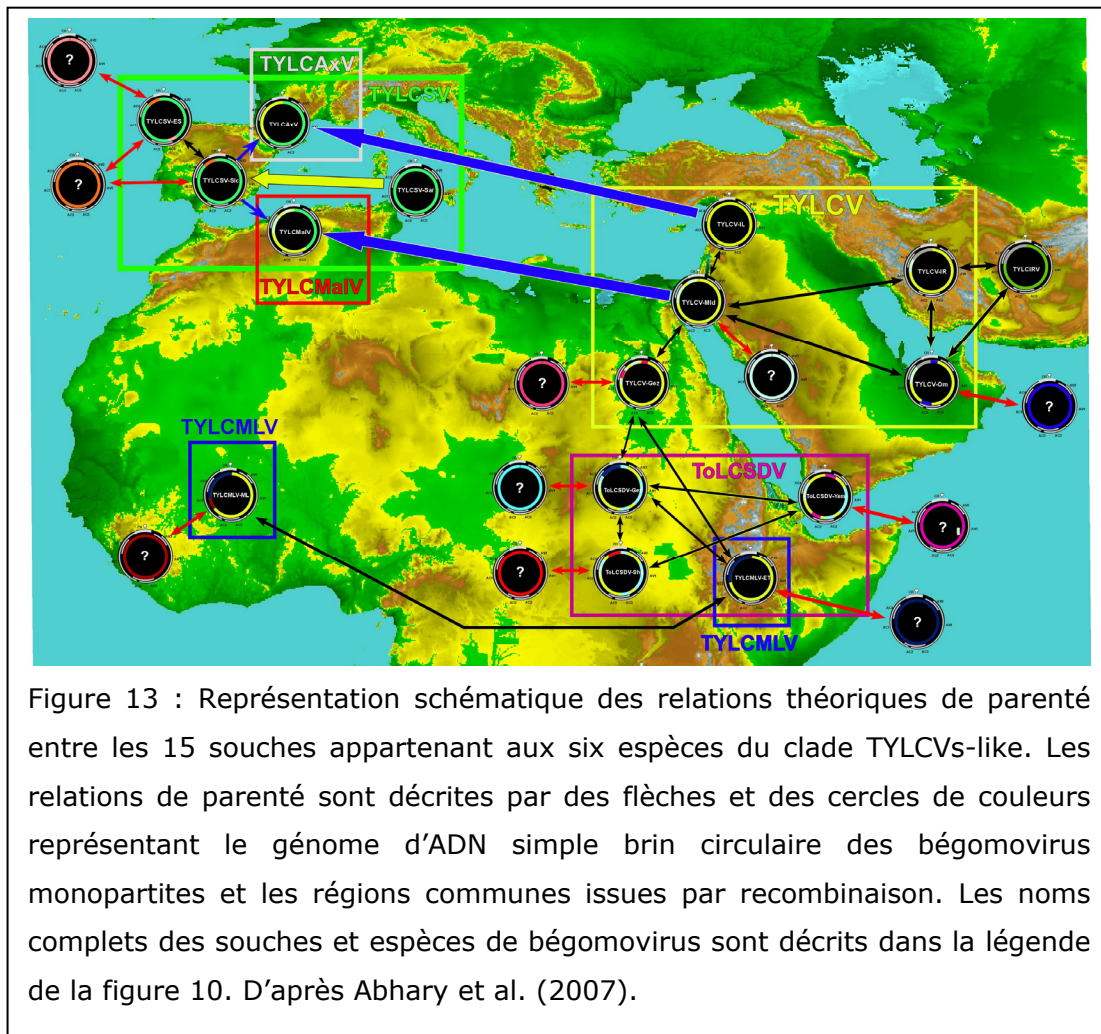 TYLCAxV
?
TYLCSV
TYLCSV-ES
TYLCAxV
?
TYLCSV-Sic
TYLCSV-Sar
TYLCV
TYLCV-IL
TYLCMalV
TYLCV-IR
TYLCIRV
TYLCMalV
TYLCV-Mld
?
TYLCV-Gez
?
TYLCV-Om
?
TYLCMLV
ToLCSDV
TYLCMLV-ML
?
ToLCSDV-Ge
ToLCSDV-Yem
?
?
?
ToLCSDV-Sh
TYLCMLV-ET
?
TYLCMLV
Figure 13 : Représentation schématique des relations théoriques de parenté
entre les 15 souches appartenant aux six espèces du clade TYLCVs-like. Les
relations de parenté sont décrites par des flèches et des cercles de couleurs
représentant le génome d’ADN simple brin circulaire des bégomovirus
monopartites et les régions communes issues par recombinaison. Les noms
complets des souches et espèces de bégomovirus sont décrits dans la légende
de la figure 10. D’après Abhary et al. (2007).